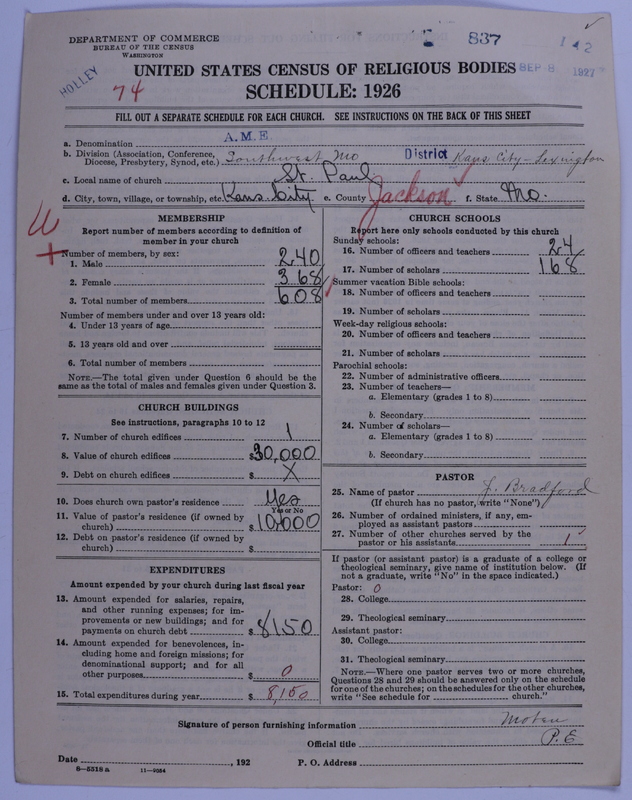 DEPARTMENT OF COMMERCE
BUREAU OF THE CENSUS
WASHINGTON
837
HOLLEY
74
SEP 8 1927
UNITED STATES CENSUS OF RELIGIOUS BODIES
SCHEDULE: 1926
FILL OUT A SEPARATE SCHEDULE FOR EACH CHURCH. SEE INSTRUCTIONS ON THE BACK OF THIS SHEET
a. Denomination A.M.E.
b. Division (Association, Conference, Diocese, Presbytery, Synod, etc.) Southwest Mo District Kans City - Lexington
c. Local name of church St. Paul
d. City, town, village, or township, etc. Kans. City e. County Jackson f. State Mo.
MEMBERSHIP
Report number of members according to definition of
member in your church
Number of members, by sex:
1. Male 240
2. Female 368
3. Total number of members 608
Number of members under and over 13 years old:
4. Under 13 years of age
5. 13 years old and over
6. Total number of members
NOTE.—The total given under Question 6 should be the
same as the total of males and females given under Question 3.
CHURCH BUILDINGS
See instructions, paragraphs 10 to 12
7. Number of church edifices 1
8. Value of church edifices $30,000
9. Debt on church edifices $ X
10. Does church own pastor's residence Yes
Yes or No
11. Value of pastor's residence (if owned by
church) $10,000
12. Debt on pastor's residence (if owned by
church) $
EXPENDITURES
Amount expended by your church during last fiscal year
13. Amount expended for salaries, repairs,
and other running expenses; for im-
provements or new buildings; and for
payments on church debt $ 8150
14. Amount expended for benevolences, in-
cluding home and foreign missions; for
denominational support; and for all
other purposes $ 0
15. Total expenditures during year $ 8,150
CHURCH SCHOOLS
Report here only schools conducted by this church
Sunday schools:
16. Number of officers and teachers 24
17. Number of scholars 168
Summer vacation Bible schools:
18. Number of officers and teachers
19. Number of scholars
Week-day religious schools:
20. Number of officers and teachers
21. Number of scholars
Parochial schools:
22. Number of administrative officers
23. Number of teachers—
a. Elementary (grades 1 to 8)
b. Secondary
24. Number of scholars—
a. Elementary (grades 1 to 8)
b. Secondary
PASTOR
25. Name of pastor J. Bradford
(If church has no pastor, write "None")
26. Number of ordained ministers, if any, em-
ployed as assistant pastors
27. Number of other churches served by the
pastor or his assistants 1
If pastor (or assistant pastor) is a graduate of a college or
theological seminary, give name of institution below. (If
not a graduate, write "No" in the space indicated.)
Pastor: 0
28. College
29. Theological seminary
Assistant pastor:
30. College
31. Theological seminary
NOTE.—Where one pastor serves two or more churches,
Questions 28 and 29 should be answered only on the schedule
for one of the churches; on the schedules for the other churches,
write "See schedule for church."
Signature of person furnishing information
Official title P.E
Date , 192 P. O. Address
8—5518a 11—9054